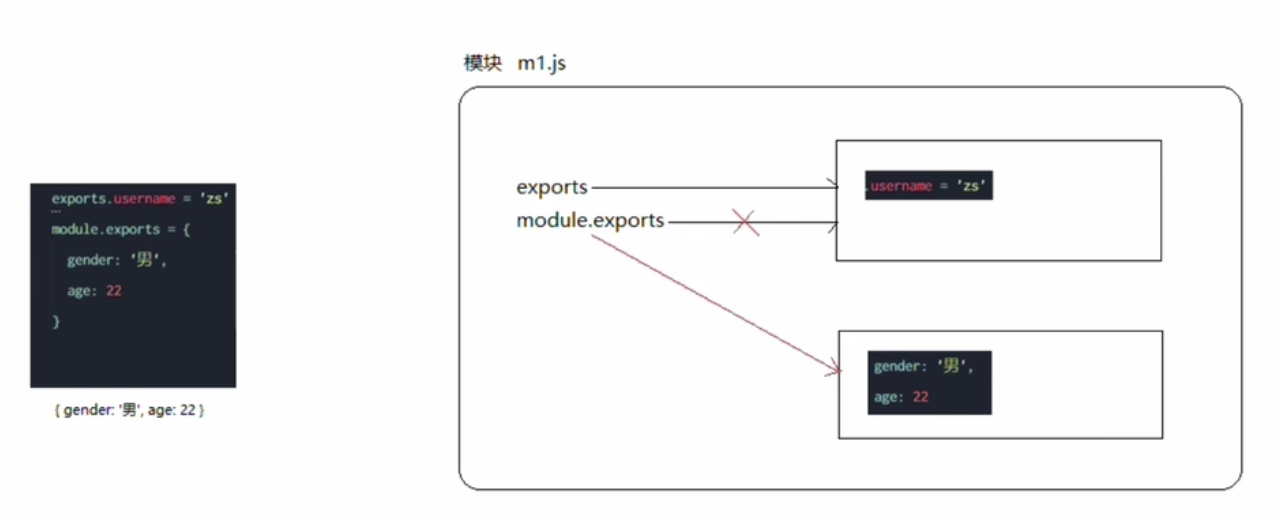 模块 m1.js
exports.username = 'zs'
module.exports = {
gender: '男',
age: 22
}
{ gender: '男', age: 22 }
exports
module.exports
.username = 'zs'
gender: '男',
age: 22